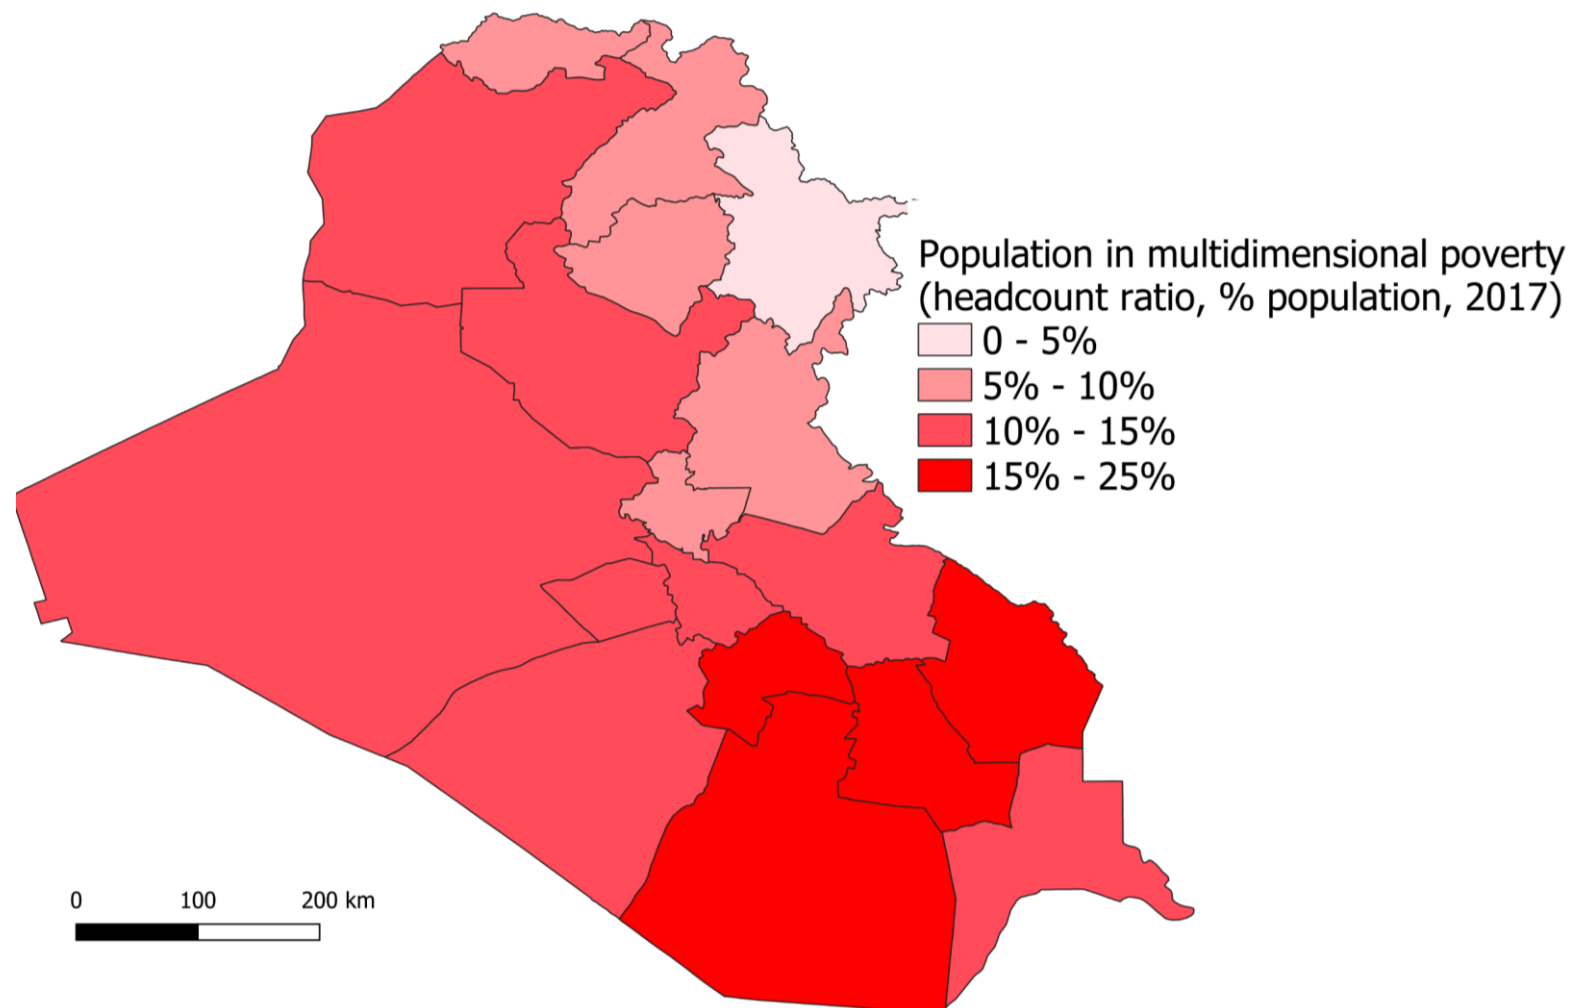 Population in multidimensional poverty
(headcount ratio, % population, 2017)
0 - 5%
5% - 10%
10% - 15%
15% - 25%
0 100 200 km